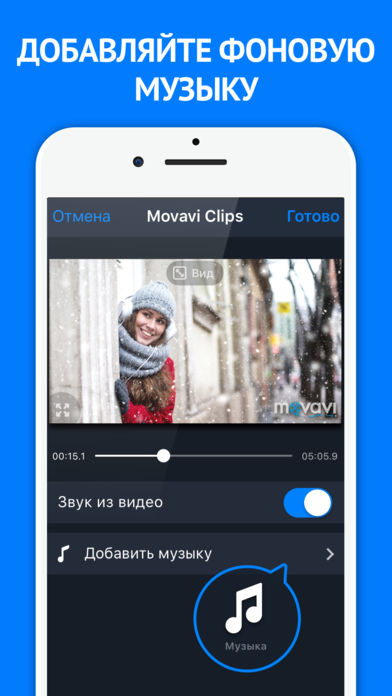 ДОБАВЛЯЙТЕ ФОНОВУЮ
МУЗЫКУ
Отмена Movavi Clips Готово
Вид
movavi
00:15.1 05:05.9
Звук из видео
Добавить музыку
Музыка